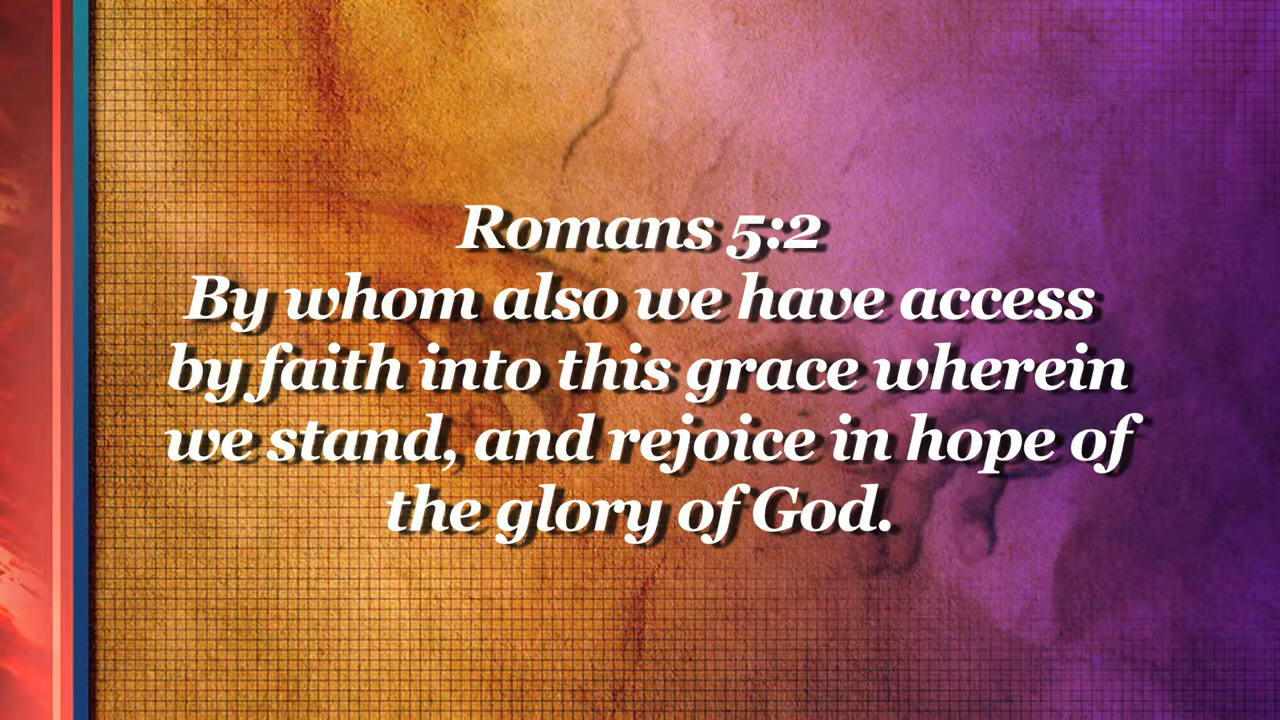 Romans 5:2
By whom also we have access
by faith into this grace wherein
we stand, and rejoice in hope of
the glory of God.